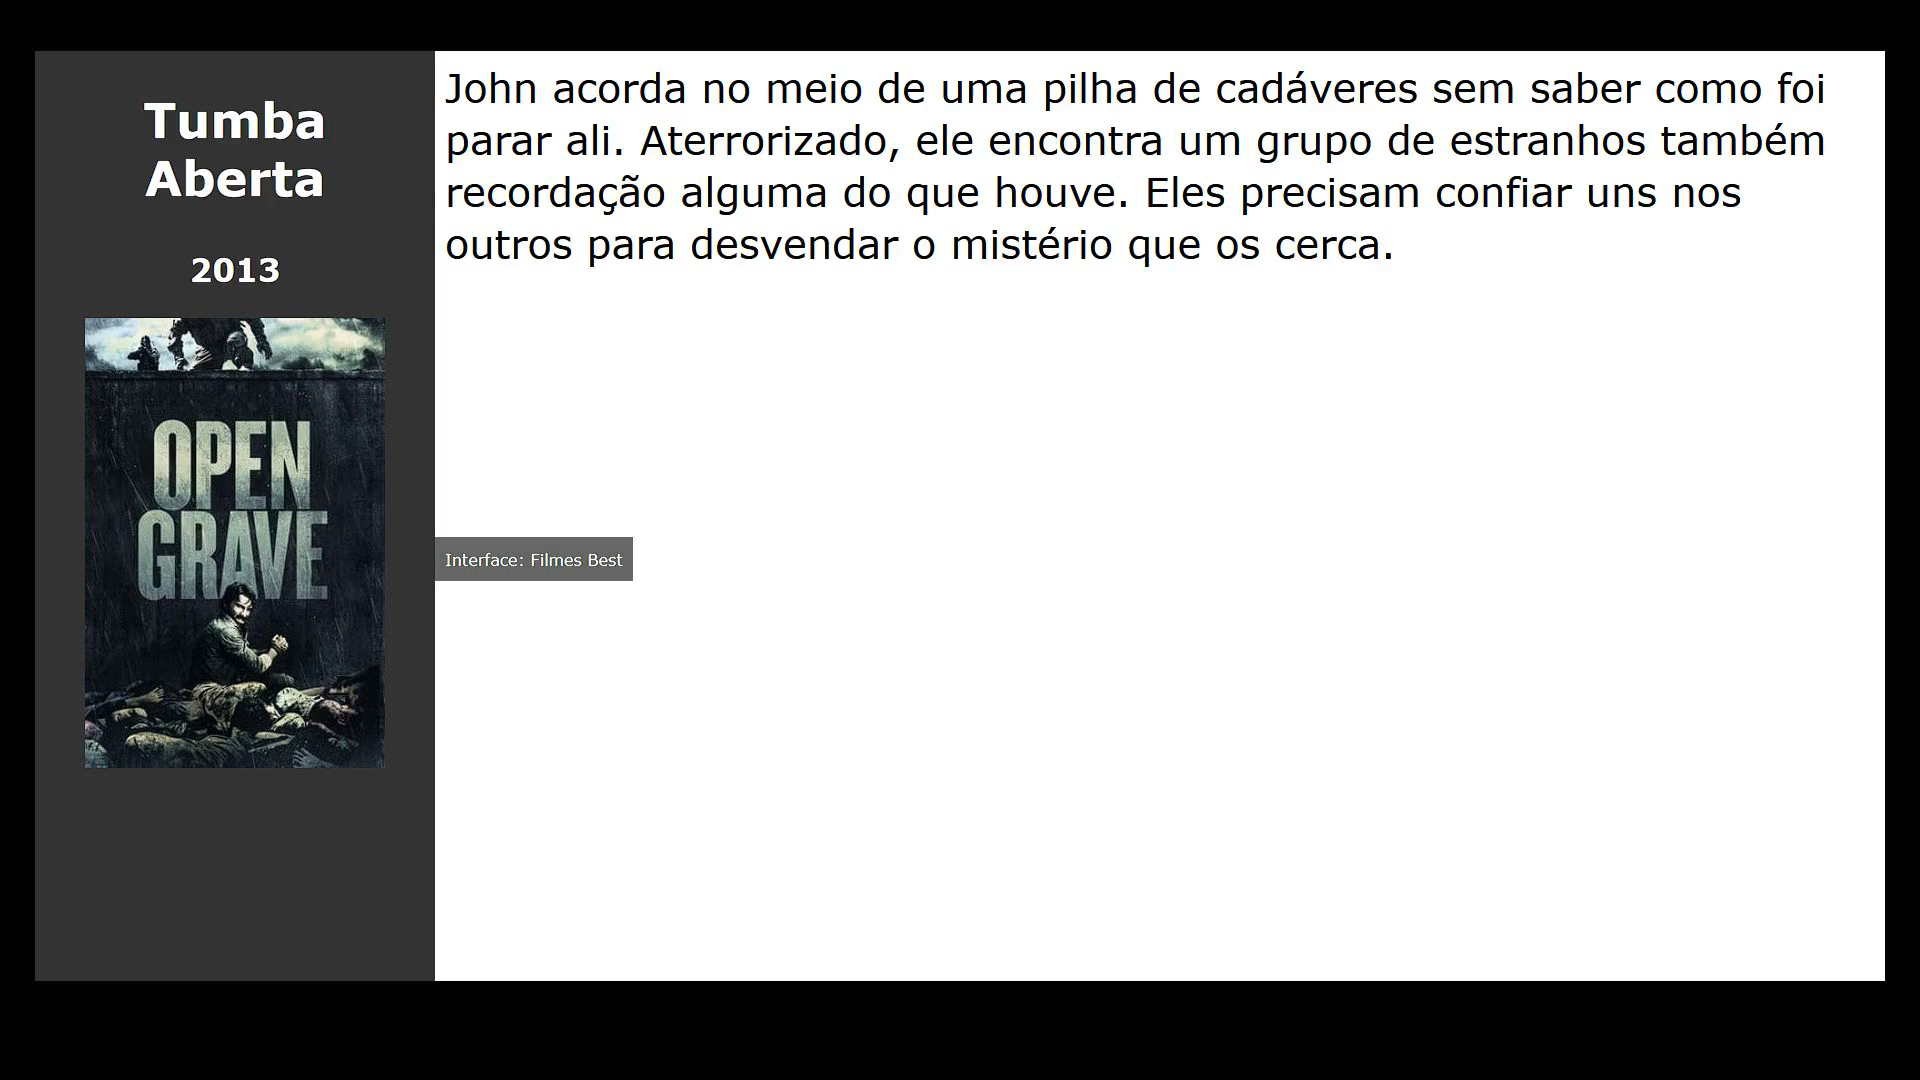 Tumba
Aberta
2013
OPEN
GRAVE
John acorda no meio de uma pilha de cadáveres sem saber como foi
parar ali. Aterrorizado, ele encontra um grupo de estranhos também
recordação alguma do que houve. Eles precisam confiar uns nos
outros para desvendar o mistério que os cerca.
Interface: Filmes Best